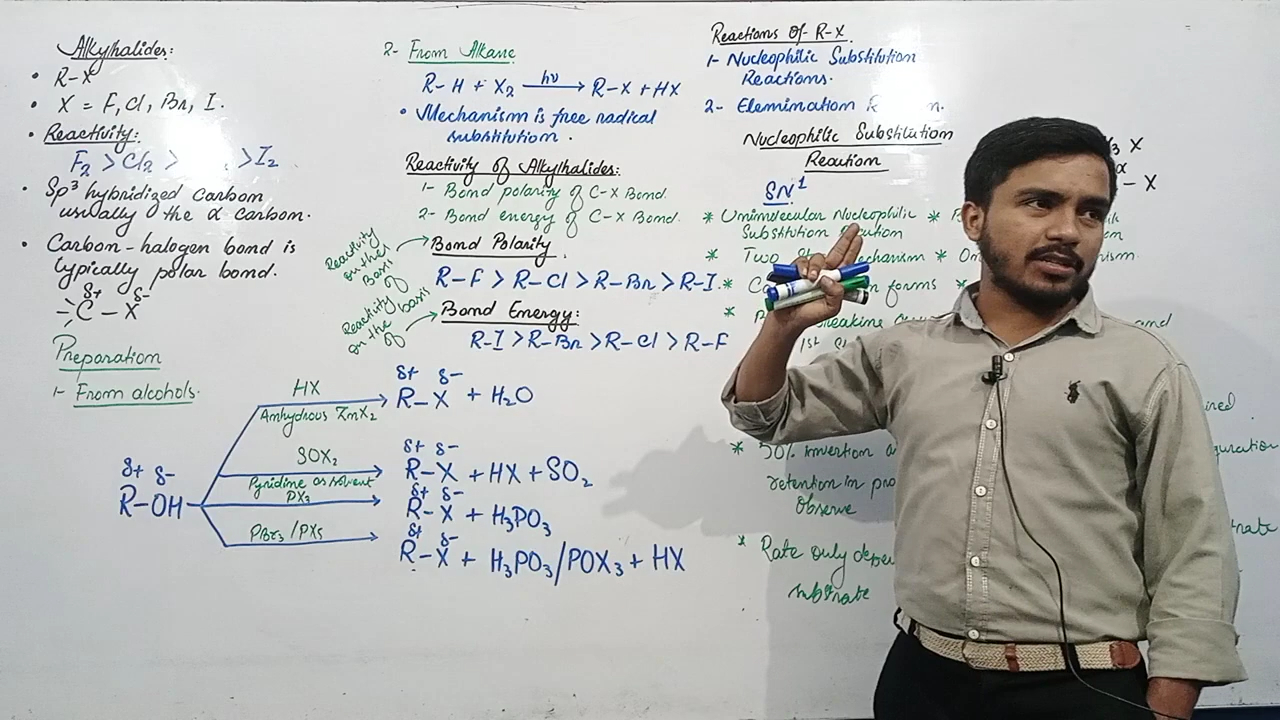 Alkylhalides:
• R-X
• X = F, Cl, Br, I.
• Reactivity:
F₂ > Cl₂ > > I₂
• Sp³ hybridized Carbon
usually the α carbon.
• Carbon-halogen bond is
typically polar bond.
δ+ δ-
-C-X
Preparation
1- From alcohols.
δ+ δ-
R-OH
HX
Anhydrous ZnX₂
δ+ δ-
R-X + H₂O
SOX₂
Pyridine as solvent
δ+ δ-
R-X + HX + SO₂
PX₃
δ+ δ-
R-X + H₃PO₃
PBr₃/PX₅
δ+ δ-
R-X + H₃PO₃/POX₃ + HX
2- From Alkane
R-H + X₂ hν → R-X + HX
• Mechanism is free radical
substitution.
Reactivity of Alkylhalides:
1- Bond polarity of C-X Bond.
2- Bond energy of C-X Bond.
Reactivity
on the
Basis
of
Bond Polarity
R-F > R-Cl > R-Br > R-I.
Reactivity
on the basis
of
Bond Energy:
R-I > R-Br > R-Cl > R-F
Reactions Of R-X.
1- Nucleophilic Substitution
Reactions.
2- Elemination
Nucleophilic Substitution
Reaction
SN¹
* Unimolecular Nucleophilic
Substitution
* Two
* forms
*
1st
* 50% invertion
retention in
Observe
* Rate only
substrate
*
*
*
and
X
α
- X